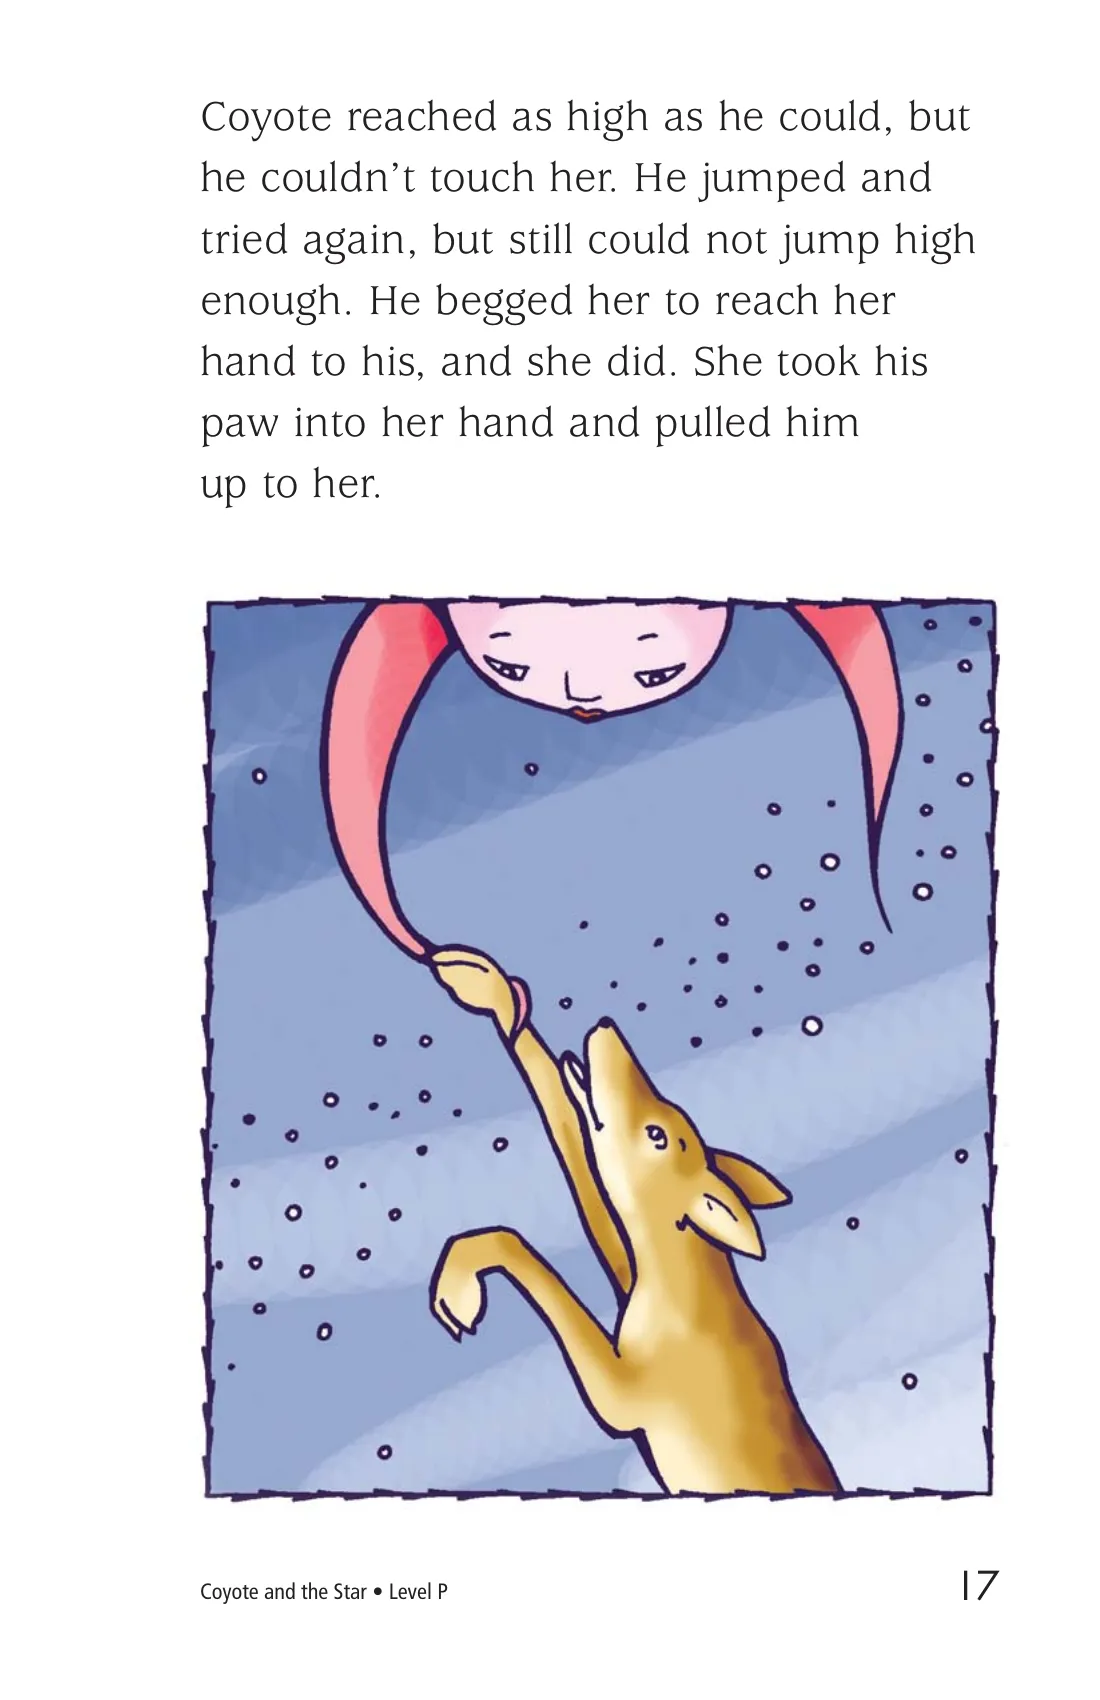 Coyote reached as high as he could, but
he couldn’t touch her. He jumped and
tried again, but still could not jump high
enough. He begged her to reach her
hand to his, and she did. She took his
paw into her hand and pulled him
up to her.
Coyote and the Star • Level P
17